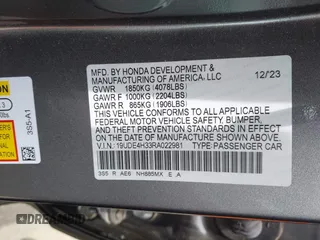 MFD. BY HONDA DEVELOPMENT &
MANUFACTURING OF AMERICA, LLC
12/23
GVWR 1850KG (4078LBS)
GAWR F 1000KG (2204LBS)
GAWR R 865KG (1906LBS)
THIS VEHICLE CONFORMS TO ALL APPLICABLE
FEDERAL MOTOR VEHICLE SAFETY, BUMPER,
AND THEFT PREVENTION STANDARDS IN EFFECT
ON THE DATE OF MANUFACTURE SHOWN ABOVE.
V.I.N.: 19UDE4H33RA022981 TYPE:PASSENGER CAR
3S5 R AE6 NH885MX E A
3S5-A1